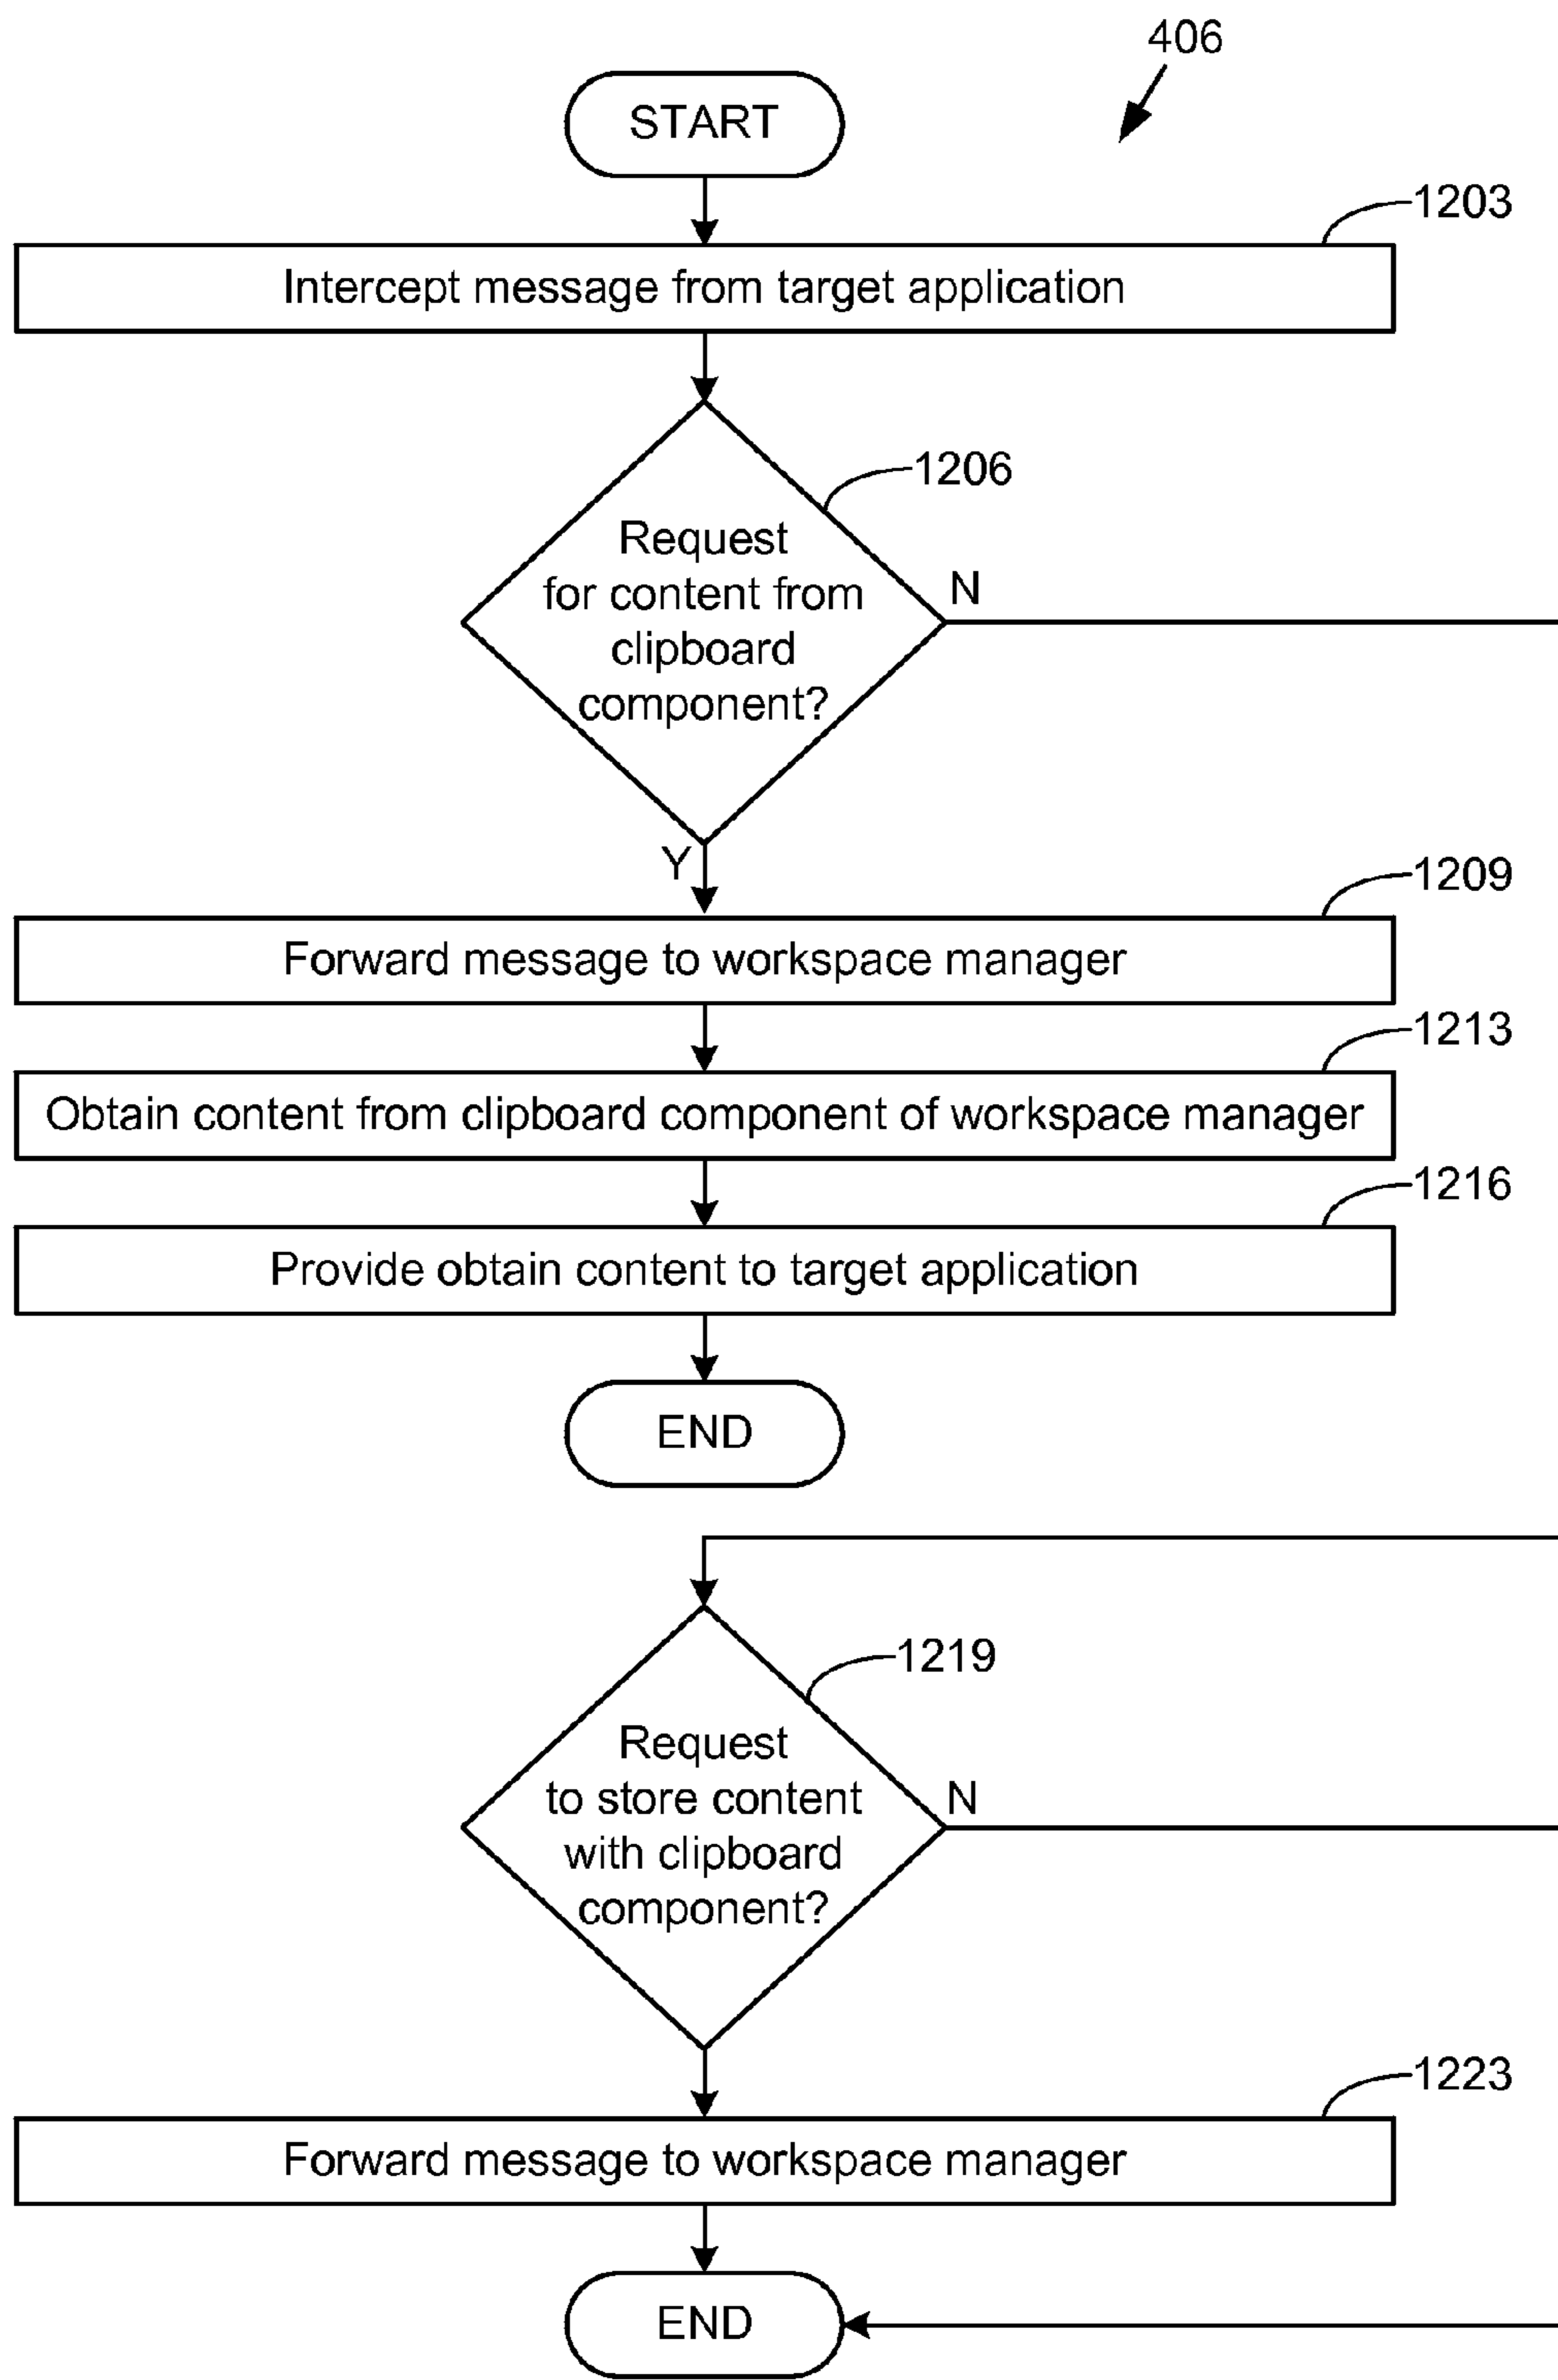 406
START
1203
Intercept message from target application
1206
Request
for content from
clipboard
component?
N
Y
1209
Forward message to workspace manager
1213
Obtain content from clipboard component of workspace manager
1216
Provide obtain content to target application
END
1219
Request
to store content
with clipboard
component?
N
1223
Forward message to workspace manager
END